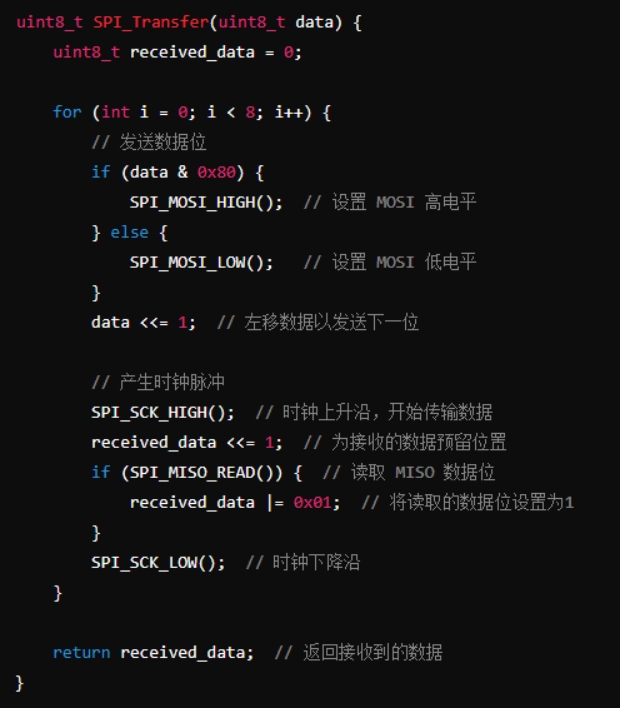 uint8_t SPI_Transfer(uint8_t data) {
    uint8_t received_data = 0;

    for (int i = 0; i < 8; i++) {
        // 发送数据位
        if (data & 0x80) {
            SPI_MOSI_HIGH();  // 设置 MOSI 高电平
        } else {
            SPI_MOSI_LOW();   // 设置 MOSI 低电平
        }
        data <<= 1;  // 左移数据以发送下一位

        // 产生时钟脉冲
        SPI_SCK_HIGH();  // 时钟上升沿，开始传输数据
        received_data <<= 1;  // 为接收的数据预留位置
        if (SPI_MISO_READ()) {  // 读取 MISO 数据位
            received_data |= 0x01;  // 将读取的数据位设置为1
        }
        SPI_SCK_LOW();  // 时钟下降沿
    }

    return received_data;  // 返回接收到的数据
}